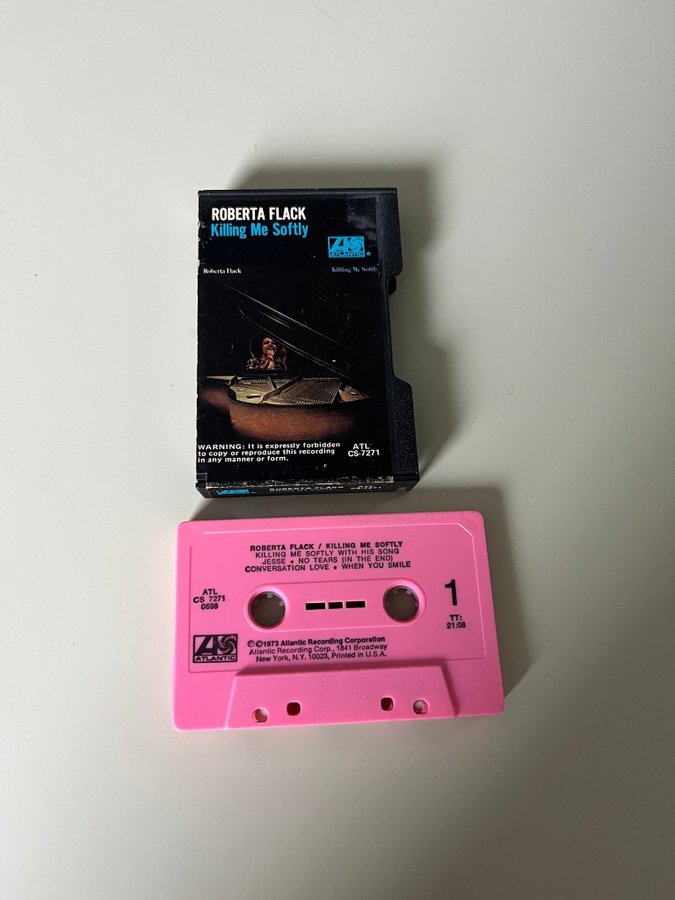 ROBERTA FLACK
Killing Me Softly
ATLANTIC
Roberta Flack
Killing Me Softly
WARNING: It is expressly forbidden
to copy or reproduce this recording
in any manner or form.
ATL
CS-7271
ROBERTA FLACK
ROBERTA FLACK / KILLING ME SOFTLY
KILLING ME SOFTLY WITH HIS SONG
JESSE • NO TEARS (IN THE END)
CONVERSATION LOVE • WHEN YOU SMILE
ATL
CS 7271
0598
1
TT:
21:08
ATLANTIC
℗©1973 Atlantic Recording Corporation
Atlantic Recording Corp., 1841 Broadway
New York, N.Y. 10023, Printed in U.S.A.